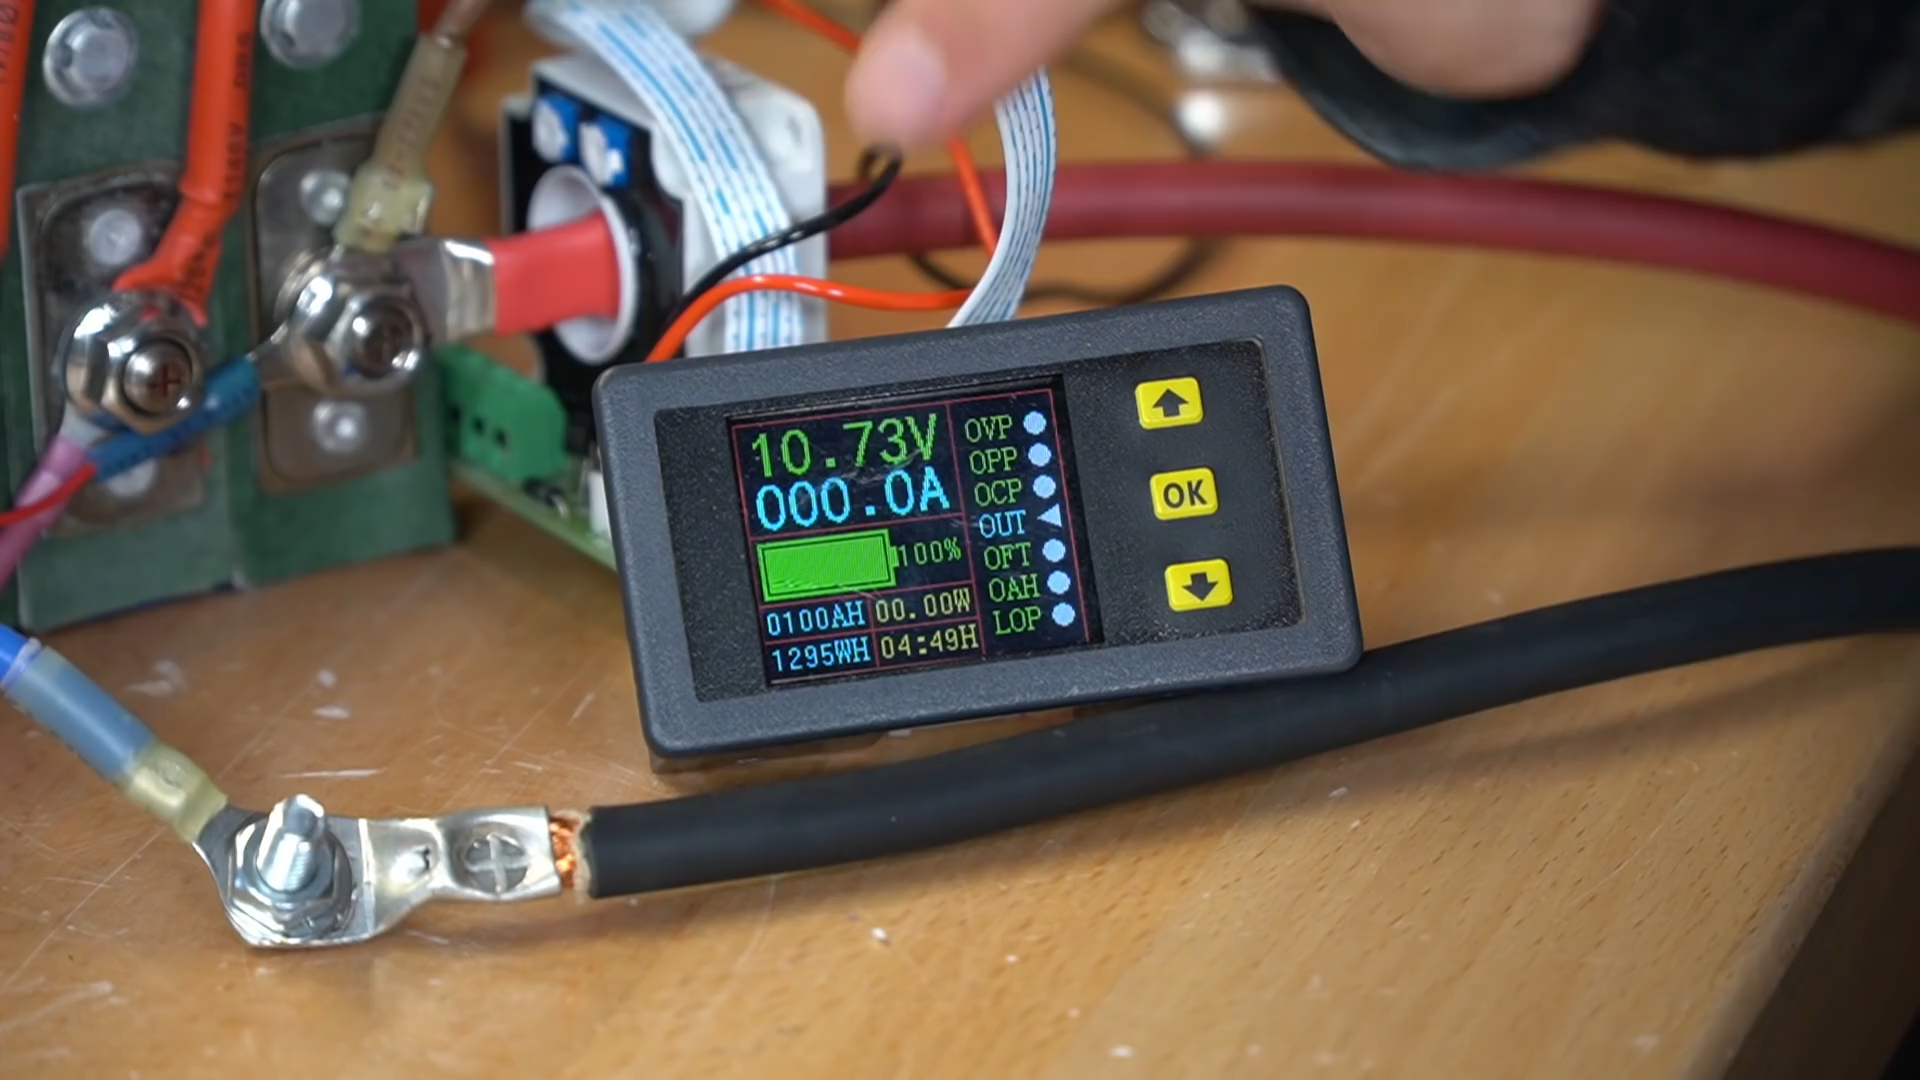 10.73V
000.0A
100%
0100AH 00.00W
1295WH 04:49H
OVP
OPP
OCP
OUT
OFT
OAH
LOP
OK